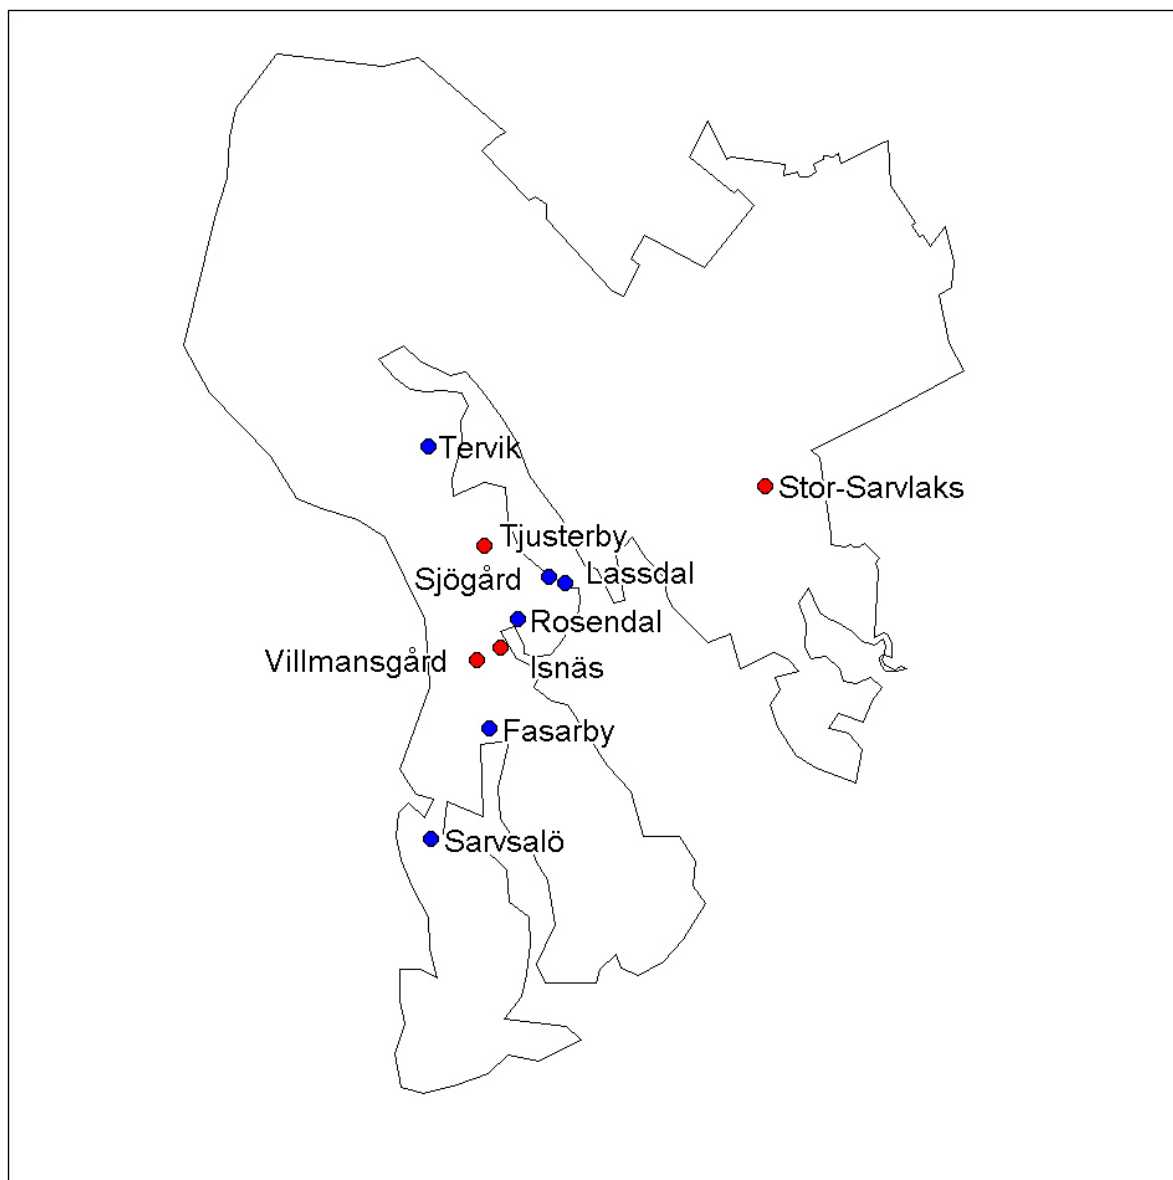 Tervik
Stor-Sarvlaks
Tjusterby
Sjögård
Lassdal
Rosendal
Villmansgård
Isnäs
Fasarby
Sarvsalö